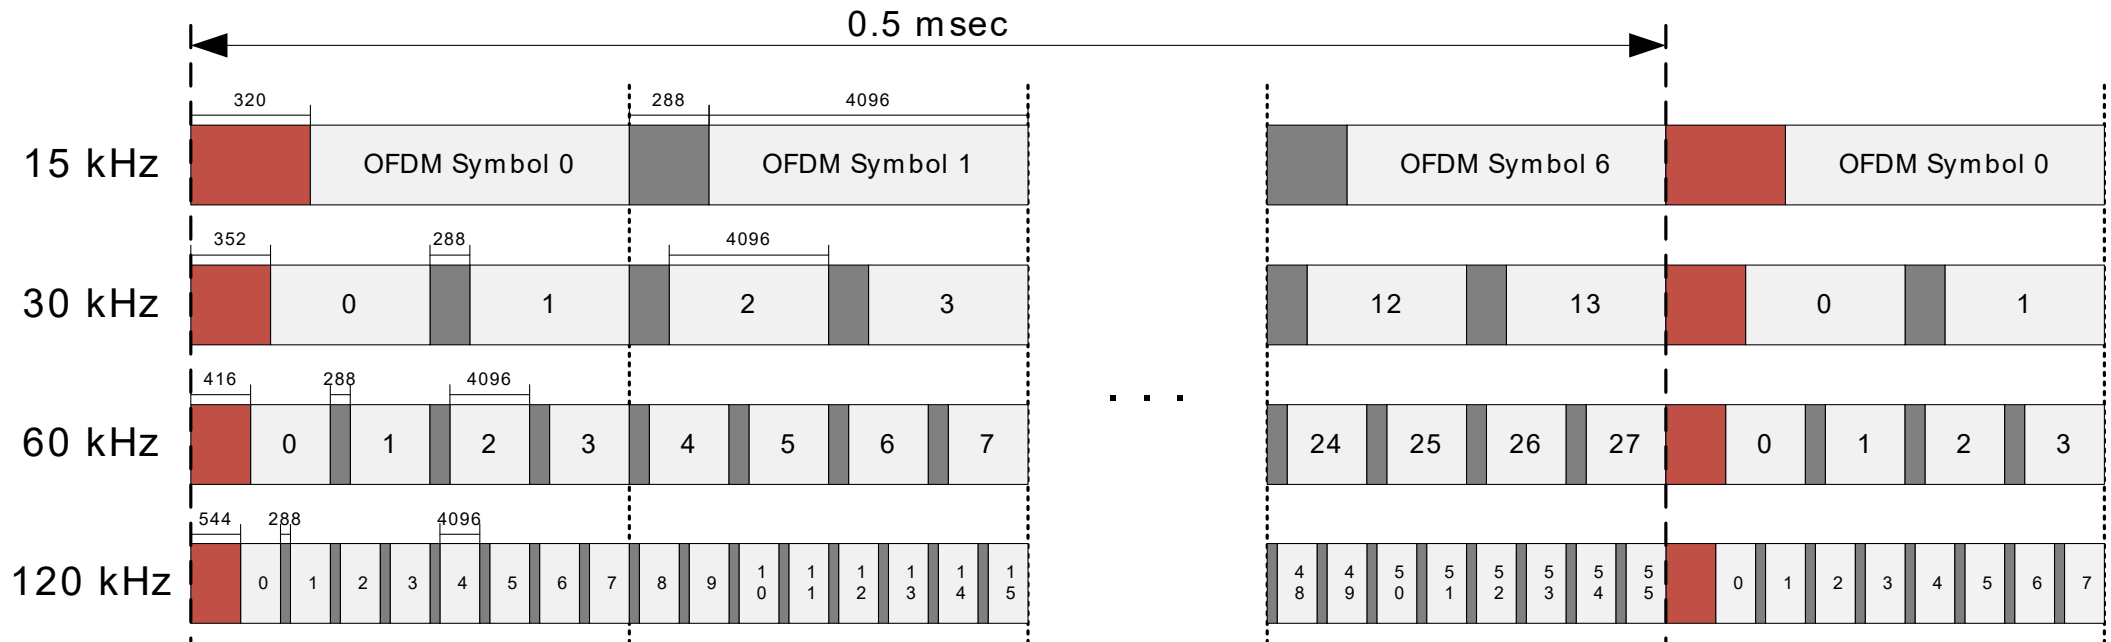 0.5 msec
320 288 4096
15 kHz OFDM Symbol 0 OFDM Symbol 1 OFDM Symbol 6 OFDM Symbol 0
352 288 4096
30 kHz 0 1 2 3 12 13 0 1
416 288 4096
. . .
60 kHz 0 1 2 3 4 5 6 7 24 25 26 27 0 1 2 3
544 288 4096
120 kHz 0 1 2 3 4 5 6 7 8 9 10 11 12 13 14 15 48 49 50 51 52 53 54 55 0 1 2 3 4 5 6 7